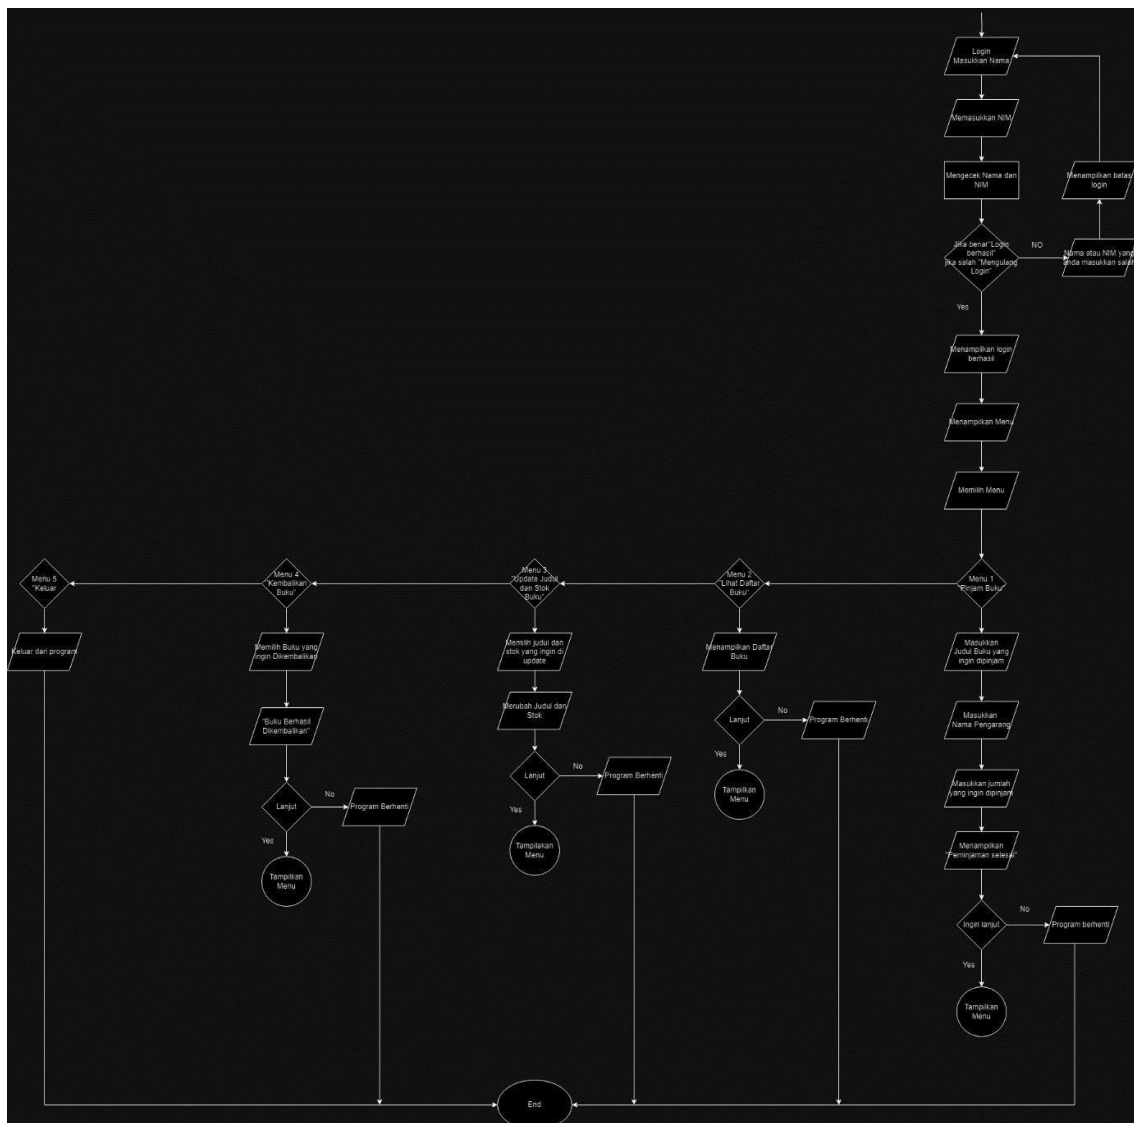 Login
Masukkan Nama
Memasukkan NIM
Mengecek Nama dan
NIM
Menampilkan batas
login
Jika benar"Login
berhasil"
jika salah "Mengulang
Login"
NO
Nama atau NIM yang
anda masukkan salah
Yes
Menampilkan login
berhasil
Menampilkan Menu
Memilih Menu
Menu 5
"Keluar
Menu 4
"Kembalikan
Buku"
Menu 3
"Update Judul
dan Stok
Buku"
Menu 2
"Lihat Daftar
Buku"
Menu 1
"Pinjam Buku"
Keluar dari program
Memilih Buku yang
ingin Dikembalikan
"Buku Berhasil
Dikembalikan"
Lanjut
No
Program Berhenti
Yes
Tampilkan
Menu
Memilih judul dan
stok yang ingin di
update
Merubah Judul dan
Stok
Lanjut
No
Program Berhenti
Yes
Tampilakan
Menu
Menampilkan Daftar
Buku
Lanjut
No
Program Berhenti
Yes
Tampilkan
Menu
Masukkan
Judul Buku yang
ingin dipinjam
Masukkan
Nama Pengarang
Masukkan jumlah
yang ingin dipinjam
Menampilkan
"Peminjaman selesai"
Ingin lanjut
No
Program berhenti
Yes
Tampilkan
Menu
End